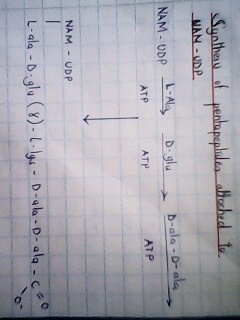 Synthesis of pentapeptides attached to
NAM - UDP
NAM - UDP L-Ala ATP D-glu ATP D-ala-D-ala ATP
NAM - UDP
L-ala - D-glu (γ) - L-lys - D-ala-D-ala - C = O
O⁻